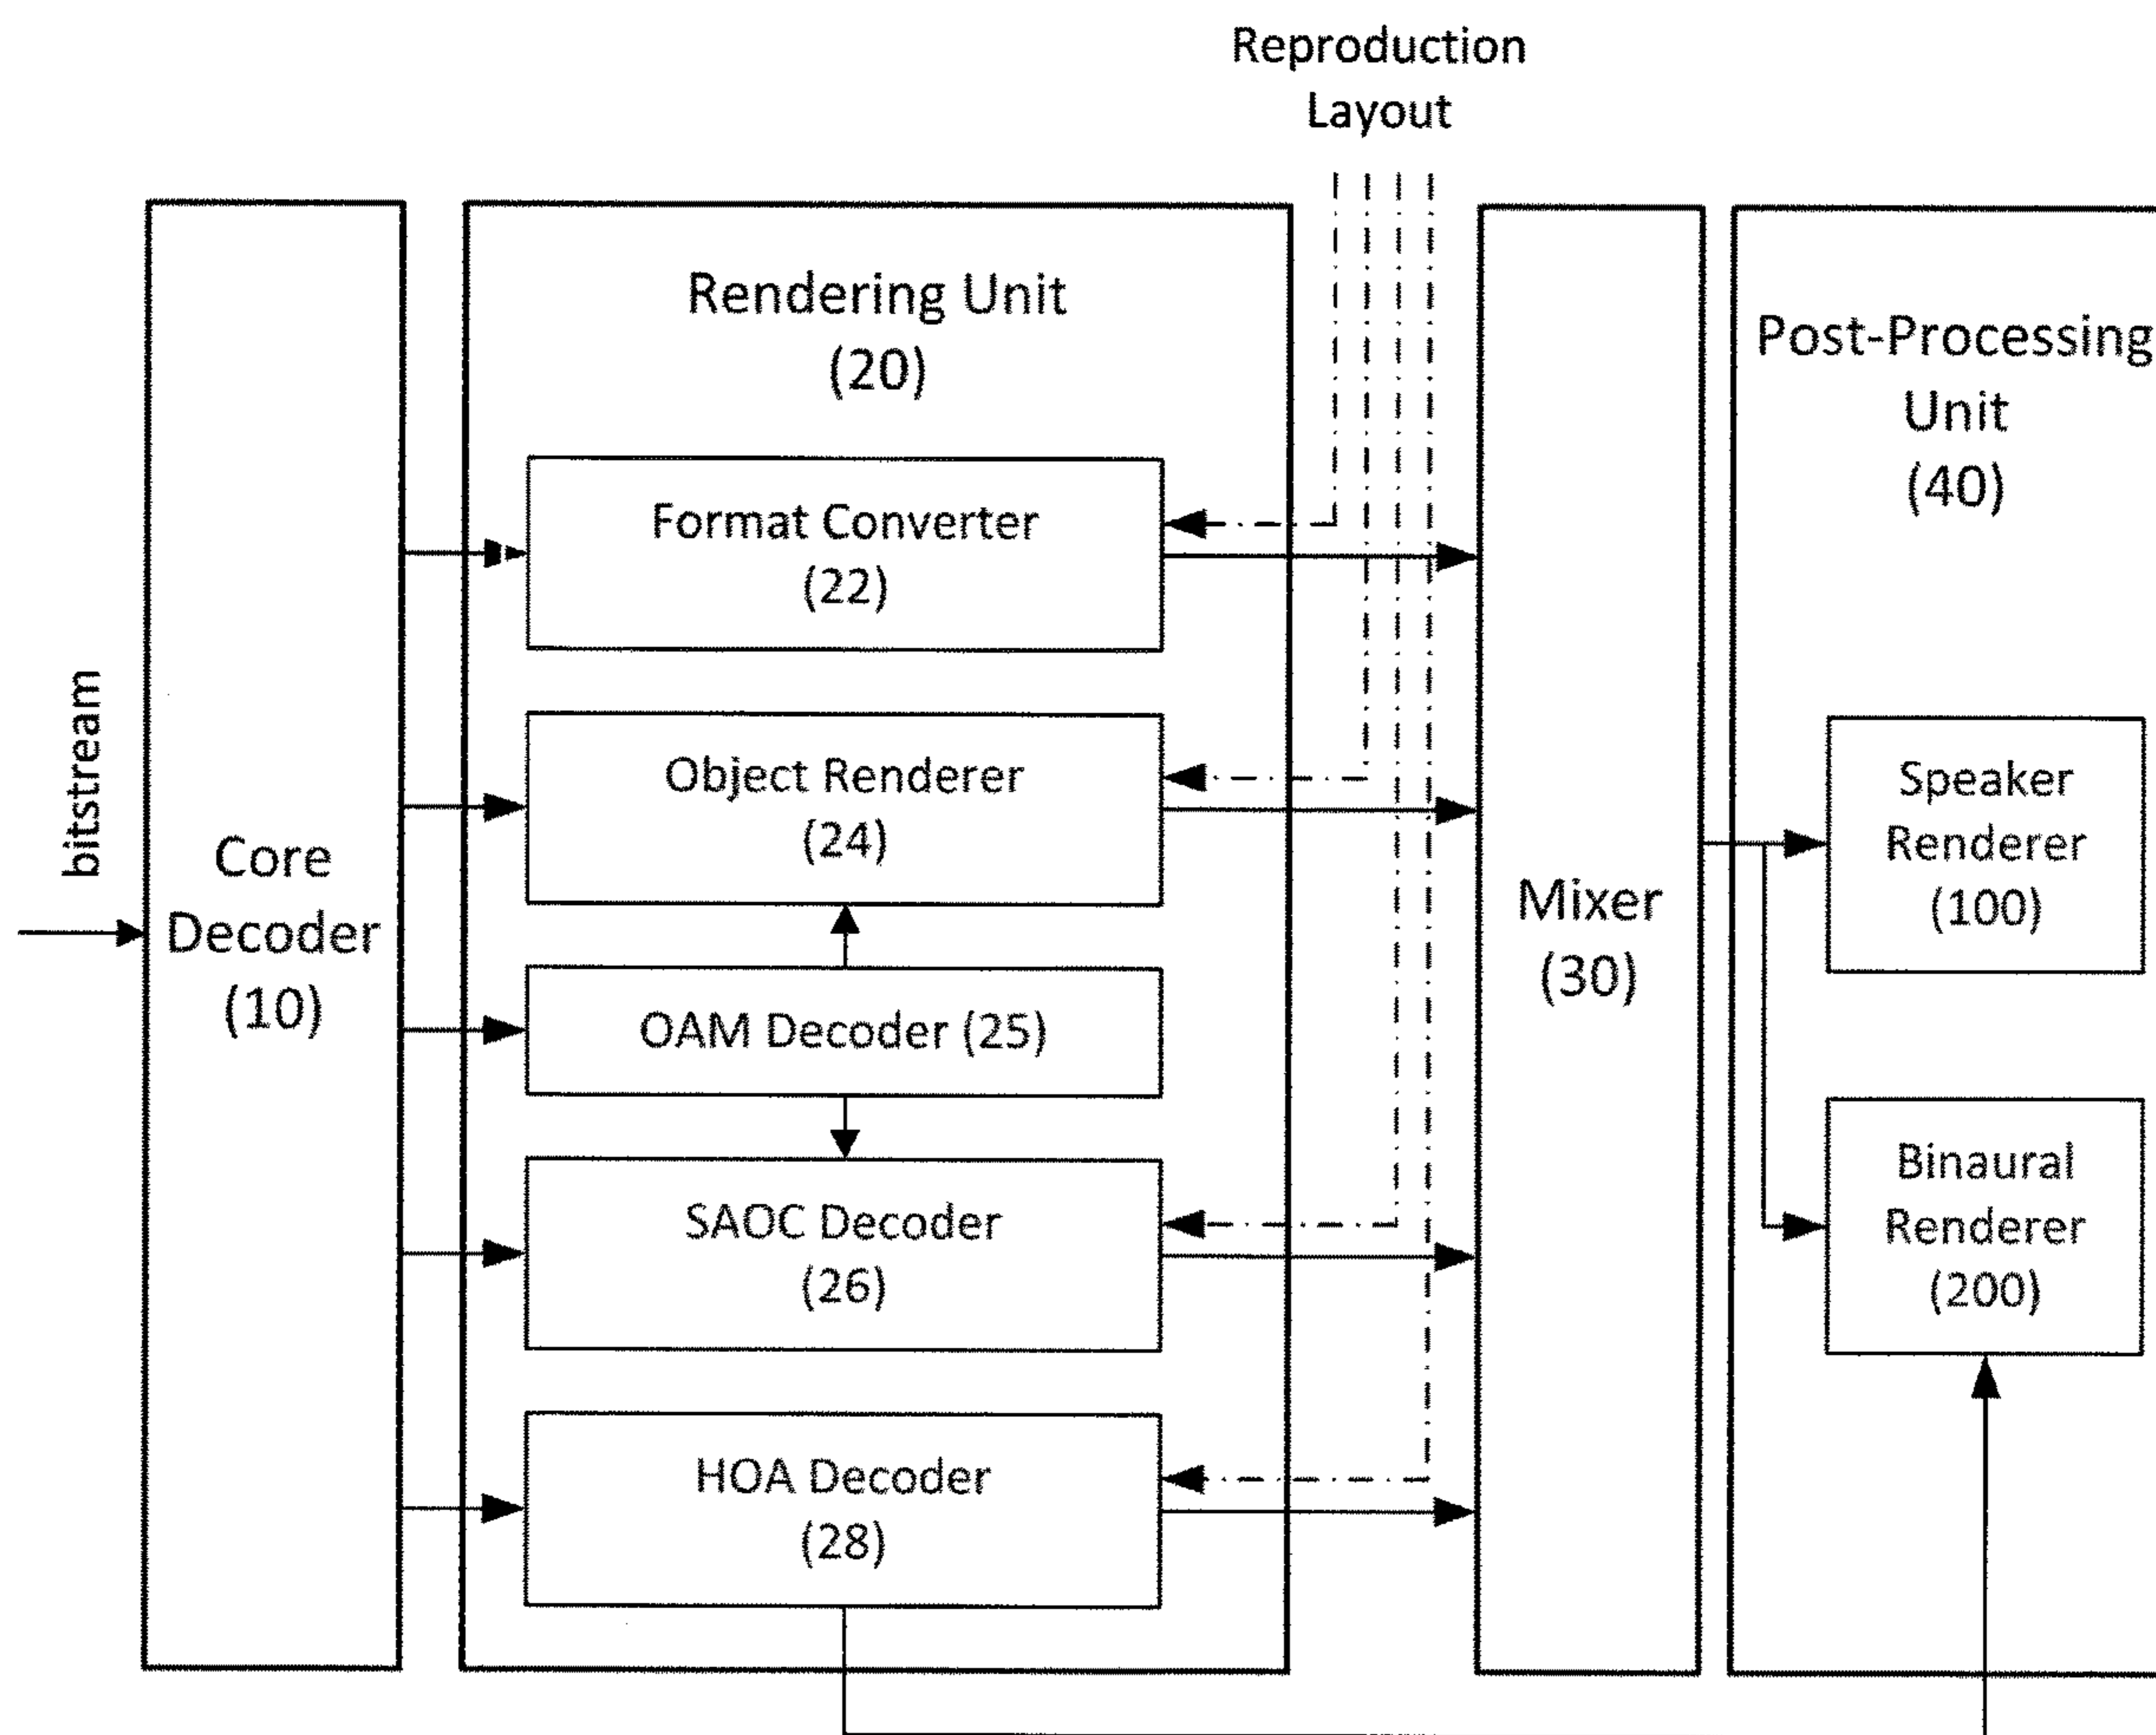 Reproduction
Layout
bitstream
Core
Decoder
(10)
Rendering Unit
(20)
Format Converter
(22)
Object Renderer
(24)
OAM Decoder (25)
SAOC Decoder
(26)
HOA Decoder
(28)
Mixer
(30)
Post-Processing
Unit
(40)
Speaker
Renderer
(100)
Binaural
Renderer
(200)